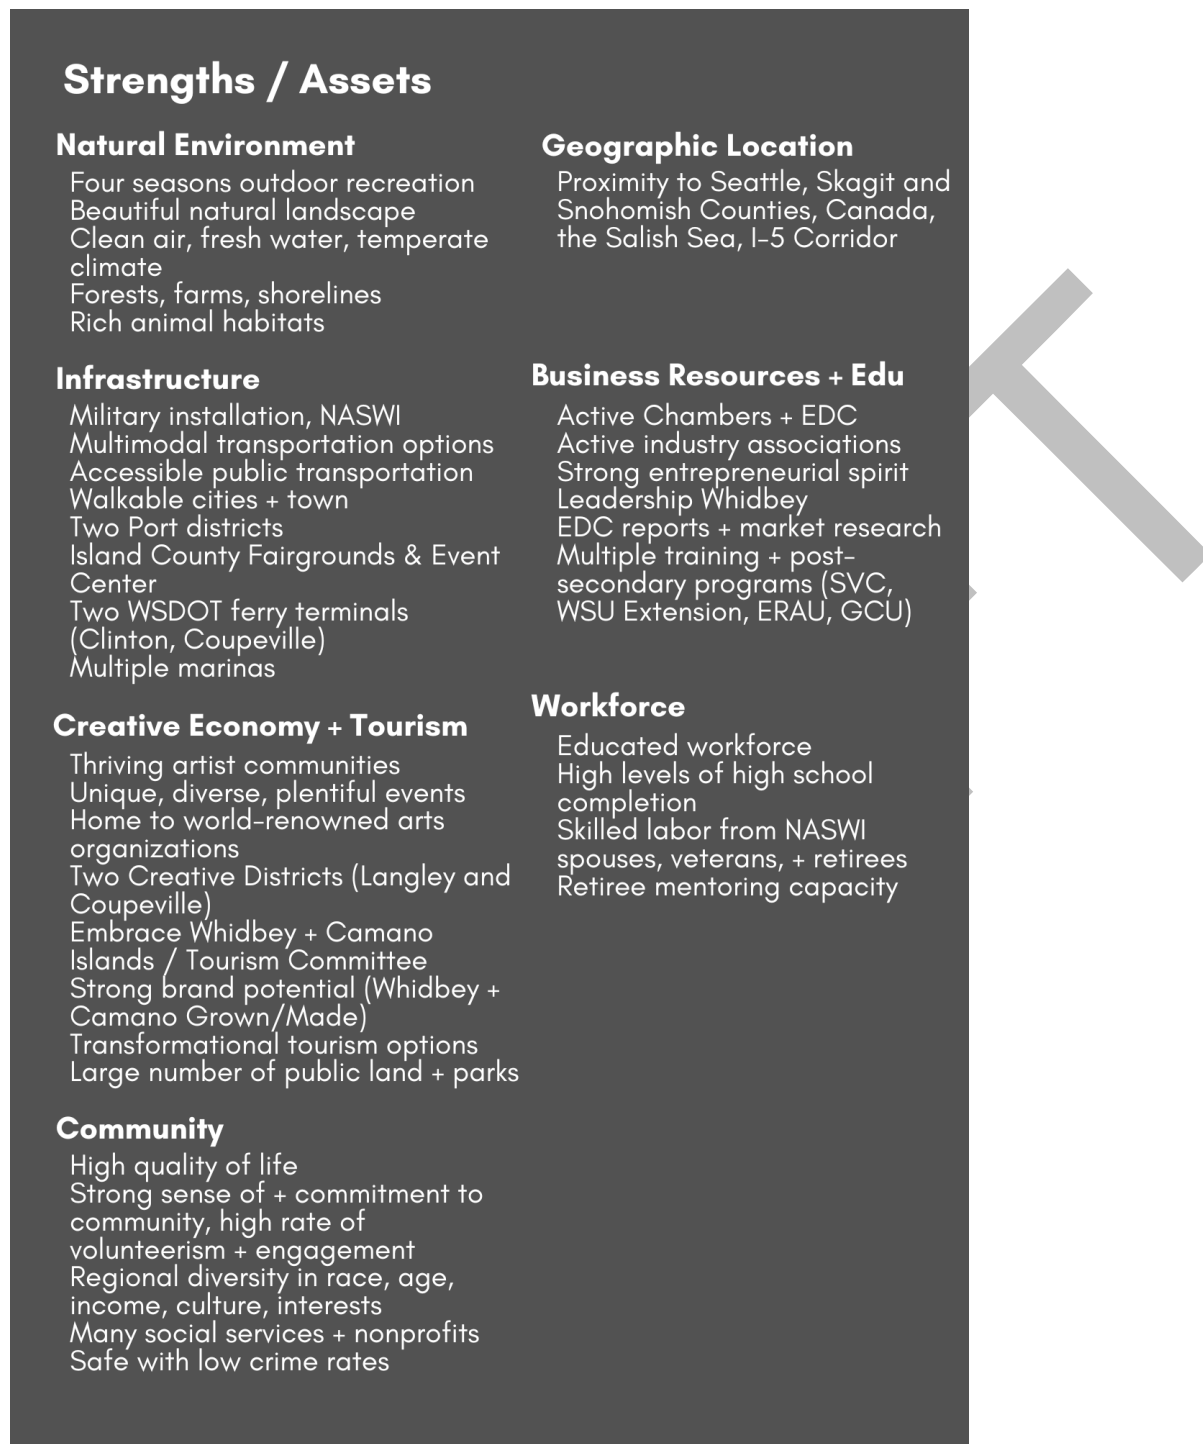 Strengths / Assets
Natural Environment
Four seasons outdoor recreation
Beautiful natural landscape
Clean air, fresh water, temperate
climate
Forests, farms, shorelines
Rich animal habitats
Infrastructure
Military installation, NASWI
Multimodal transportation options
Accessible public transportation
Walkable cities + town
Two Port districts
Island County Fairgrounds & Event
Center
Two WSDOT ferry terminals
(Clinton, Coupeville)
Multiple marinas
Creative Economy + Tourism
Thriving artist communities
Unique, diverse, plentiful events
Home to world-renowned arts
organizations
Two Creative Districts (Langley and
Coupeville)
Embrace Whidbey + Camano
Islands / Tourism Committee
Strong brand potential (Whidbey +
Camano Grown/Made)
Transformational tourism options
Large number of public land + parks
Community
High quality of life
Strong sense of + commitment to
community, high rate of
volunteerism + engagement
Regional diversity in race, age,
income, culture, interests
Many social services + nonprofits
Safe with low crime rates
Geographic Location
Proximity to Seattle, Skagit and
Snohomish Counties, Canada,
the Salish Sea, I-5 Corridor
Business Resources + Edu
Active Chambers + EDC
Active industry associations
Strong entrepreneurial spirit
Leadership Whidbey
EDC reports + market research
Multiple training + post-
secondary programs (SVC,
WSU Extension, ERAU, GCU)
Workforce
Educated workforce
High levels of high school
completion
Skilled labor from NASWI
spouses, veterans, + retirees
Retiree mentoring capacity